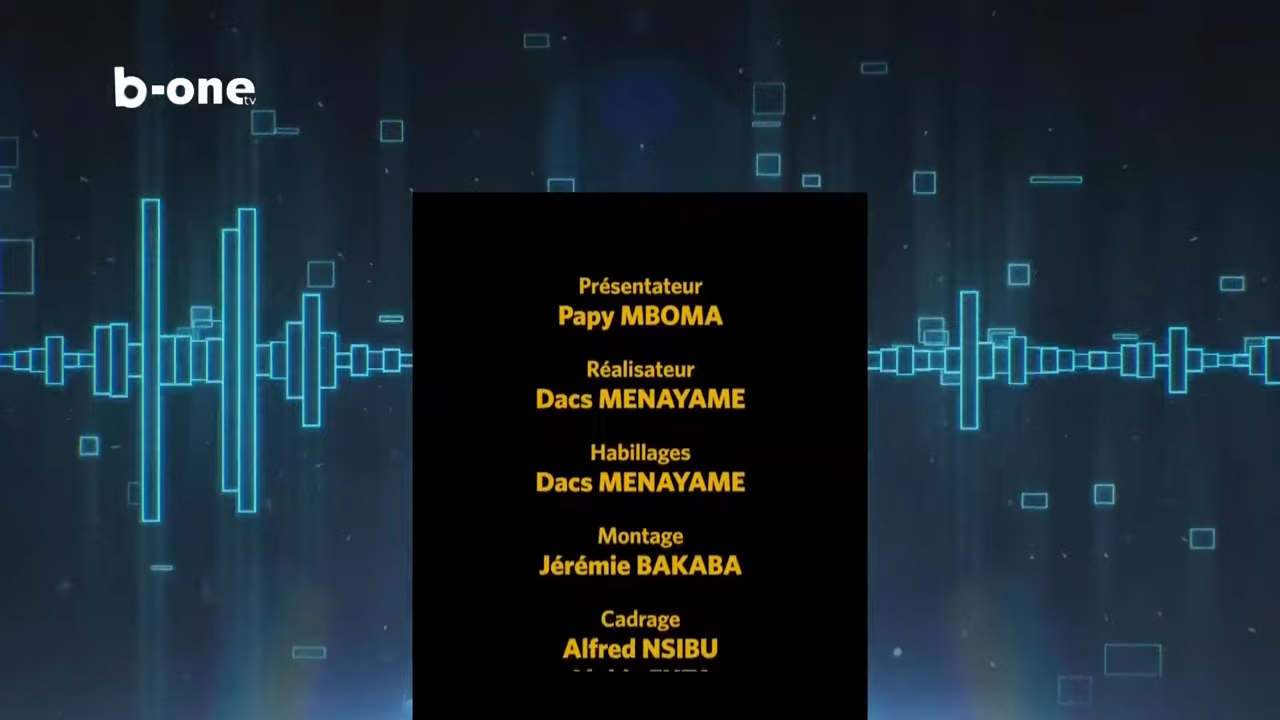 b-one tv
Présentateur
Papy MBOMA
Réalisateur
Dacs MENAYAME
Habillages
Dacs MENAYAME
Montage
Jérémie BAKABA
Cadrage
Alfred NSIBU